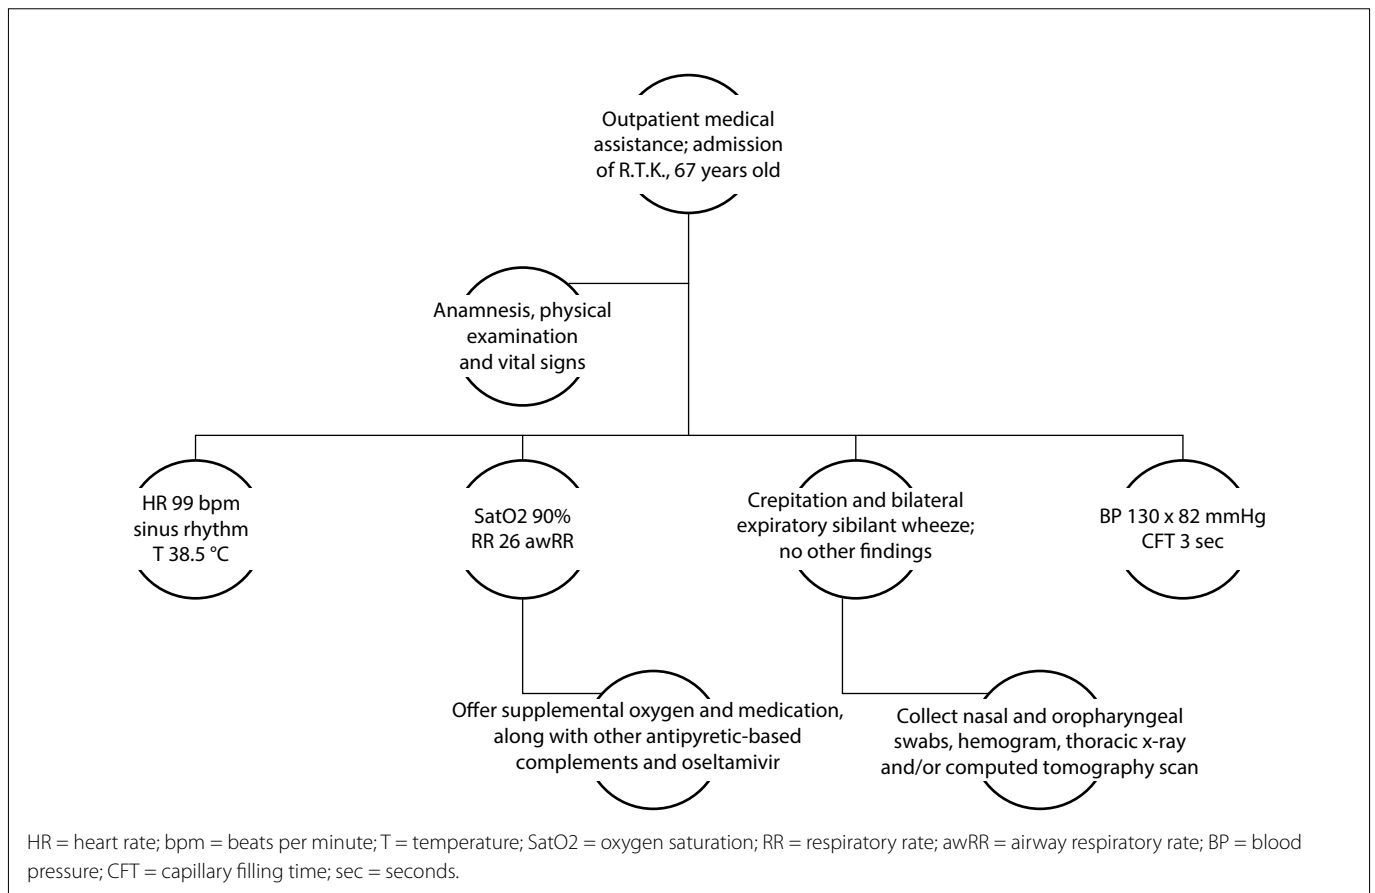 Outpatient medical
assistance; admission
of R.T.K., 67 years old
Anamnesis, physical
examination
and vital signs
HR 99 bpm
sinus rhythm
T 38.5 °C
SatO2 90%
RR 26 awRR
Crepitation and bilateral
expiratory sibilant wheeze;
no other findings
BP 130 x 82 mmHg
CFT 3 sec
Offer supplemental oxygen and medication,
along with other antipyretic-based
complements and oseltamivir
Collect nasal and oropharyngeal
swabs, hemogram, thoracic x-ray
and/or computed tomography scan
HR = heart rate; bpm = beats per minute; T = temperature; SatO2 = oxygen saturation; RR = respiratory rate; awRR = airway respiratory rate; BP = blood
pressure; CFT = capillary filling time; sec = seconds.